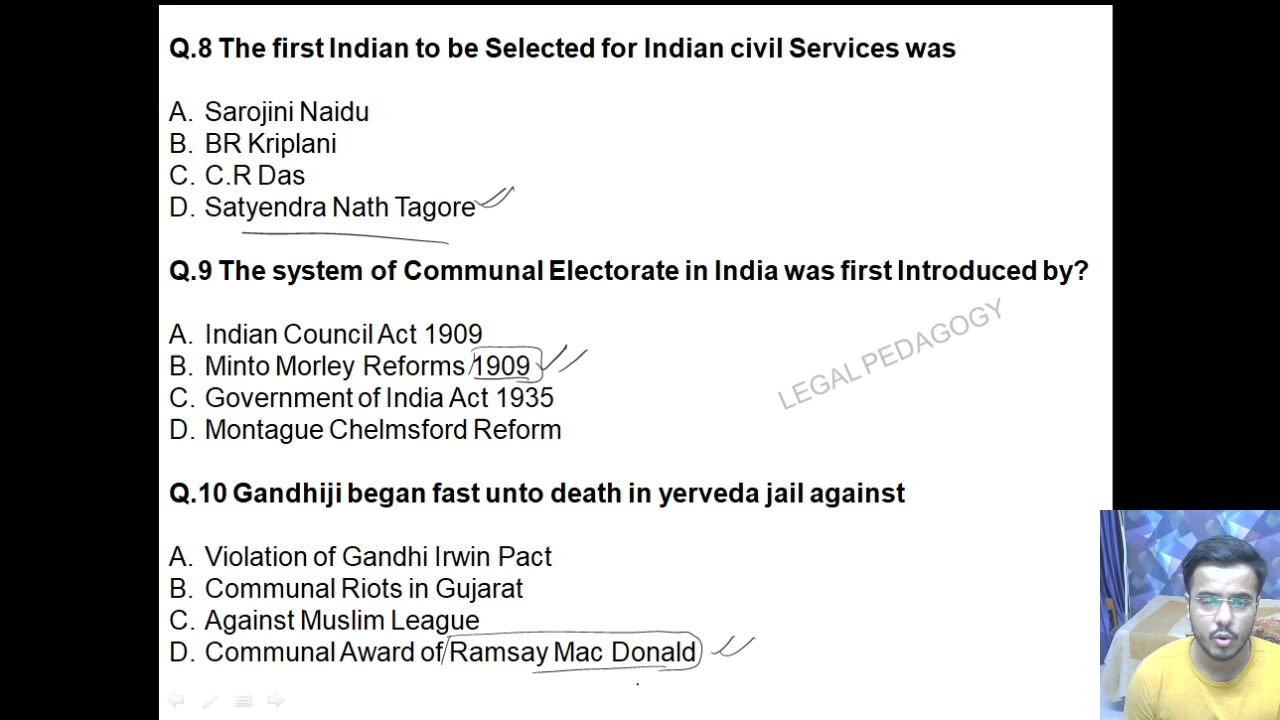 Q.8 The first Indian to be Selected for Indian civil Services was
A. Sarojini Naidu
B. BR Kriplani
C. C.R Das
D. Satyendra Nath Tagore
Q.9 The system of Communal Electorate in India was first Introduced by?
A. Indian Council Act 1909
B. Minto Morley Reforms 1909
C. Government of India Act 1935
D. Montague Chelmsford Reform
LEGAL PEDAGOGY
Q.10 Gandhiji began fast unto death in yerveda jail against
A. Violation of Gandhi Irwin Pact
B. Communal Riots in Gujarat
C. Against Muslim League
D. Communal Award of Ramsay Mac Donald